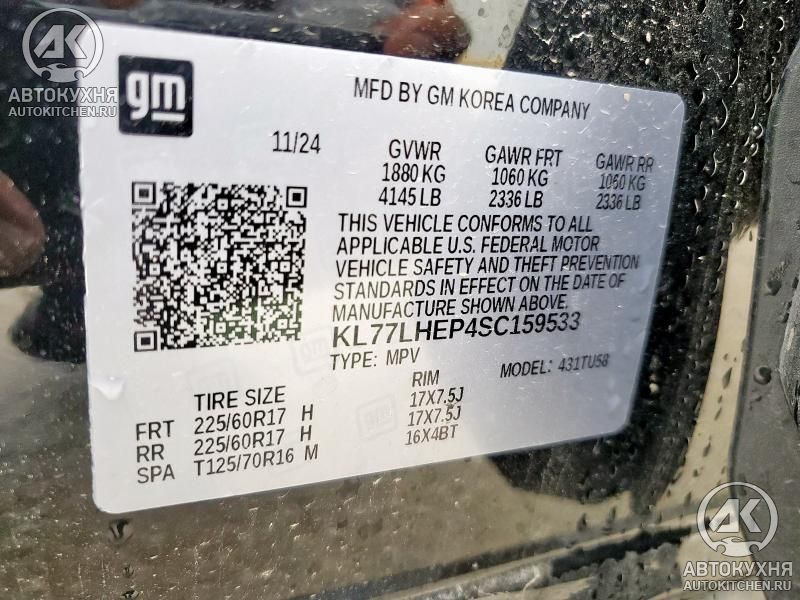 АК
АВТОКУХНЯ
AUTOKITCHEN.RU
gm
MFD BY GM KOREA COMPANY
11/24 GVWR GAWR FRT GAWR RR
1880 KG 1060 KG 1060 KG
4145 LB 2336 LB 2336 LB
THIS VEHICLE CONFORMS TO ALL
APPLICABLE U.S. FEDERAL MOTOR
VEHICLE SAFETY AND THEFT PREVENTION
STANDARDS IN EFFECT ON THE DATE OF
MANUFACTURE SHOWN ABOVE.
KL77LHEP4SC159533
TYPE: MPV MODEL: 431TU58
TIRE SIZE RIM
FRT 225/60R17 H 17X7.5J
RR 225/60R17 H 17X7.5J
SPA T125/70R16 M 16X4BT
gm
АК
АВТОКУХНЯ
AUTOKITCHEN.RU